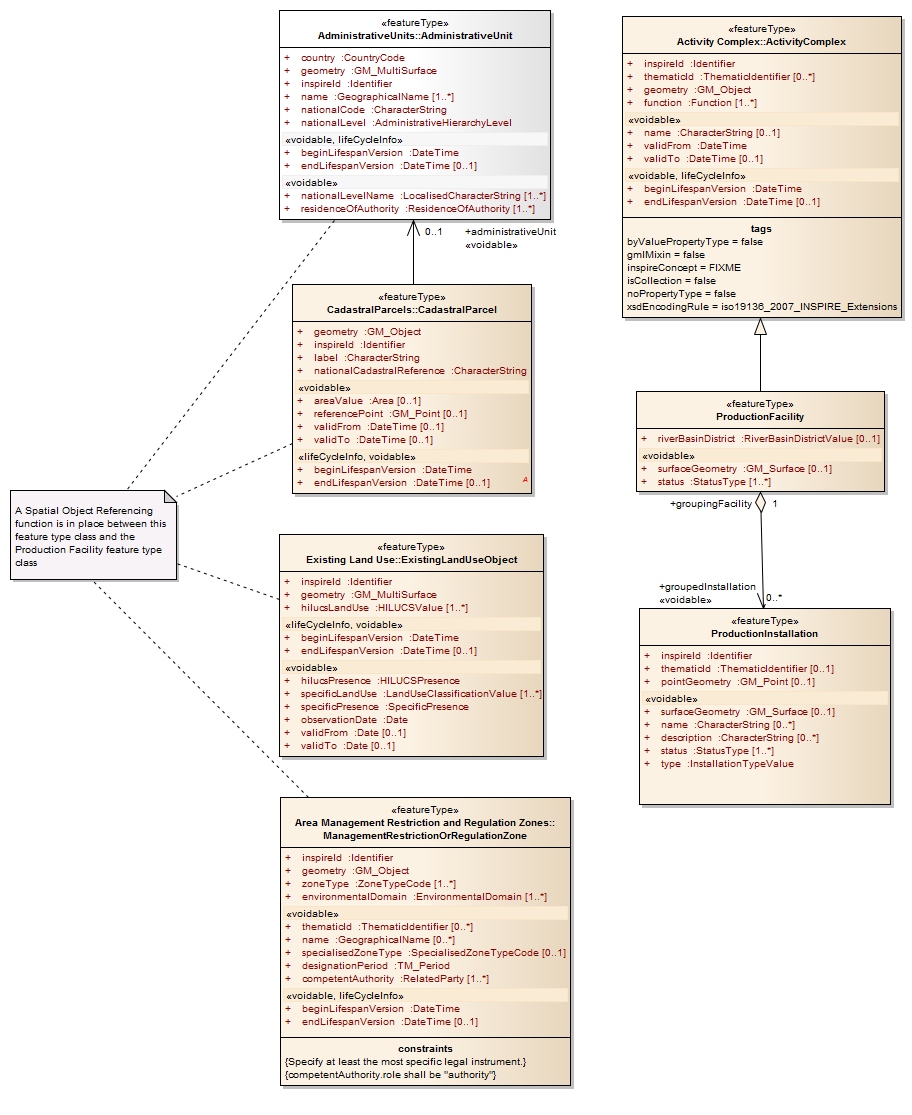 «featureType»
AdministrativeUnits::AdministrativeUnit
+ country :CountryCode
+ geometry :GM_MultiSurface
+ inspireId :Identifier
+ name :GeographicalName [1..*]
+ nationalCode :CharacterString
+ nationalLevel :AdministrativeHierarchyLevel
«voidable, lifeCycleInfo»
+ beginLifespanVersion :DateTime
+ endLifespanVersion :DateTime [0..1]
«voidable»
+ nationalLevelName :LocalisedCharacterString [1..*]
+ residenceOfAuthority :ResidenceOfAuthority [1..*]
0..1 +administrativeUnit
«voidable»
«featureType»
CadastralParcels::CadastralParcel
+ geometry :GM_Object
+ inspireId :Identifier
+ label :CharacterString
+ nationalCadastralReference :CharacterString
«voidable»
+ areaValue :Area [0..1]
+ referencePoint :GM_Point [0..1]
+ validFrom :DateTime [0..1]
+ validTo :DateTime [0..1]
«lifeCycleInfo, voidable»
+ beginLifespanVersion :DateTime
+ endLifespanVersion :DateTime [0..1]
A
A Spatial Object Referencing
function is in place between this
feature type class and the
Production Facility feature type
class
«featureType»
Existing Land Use::ExistingLandUseObject
+ inspireId :Identifier
+ geometry :GM_MultiSurface
+ hilucsLandUse :HILUCSValue [1..*]
«lifeCycleInfo, voidable»
+ beginLifespanVersion :DateTime
+ endLifespanVersion :DateTime [0..1]
«voidable»
+ hilucsPresence :HILUCSPresence
+ specificLandUse :LandUseClassificationValue [1..*]
+ specificPresence :SpecificPresence
+ observationDate :Date
+ validFrom :Date [0..1]
+ validTo :Date [0..1]
«featureType»
Area Management Restriction and Regulation Zones::
ManagementRestrictionOrRegulationZone
+ inspireId :Identifier
+ geometry :GM_Object
+ zoneType :ZoneTypeCode [1..*]
+ environmentalDomain :EnvironmentalDomain [1..*]
«voidable»
+ thematicId :ThematicIdentifier [0..*]
+ name :GeographicalName [0..*]
+ specialisedZoneType :SpecialisedZoneTypeCode [0..1]
+ designationPeriod :TM_Period
+ competentAuthority :RelatedParty [1..*]
«voidable, lifeCycleInfo»
+ beginLifespanVersion :DateTime
+ endLifespanVersion :DateTime [0..1]
constraints
{Specify at least the most specific legal instrument.}
{competentAuthority.role shall be "authority"}
«featureType»
Activity Complex::ActivityComplex
+ inspireId :Identifier
+ thematicId :ThematicIdentifier [0..*]
+ geometry :GM_Object
+ function :Function [1..*]
«voidable»
+ name :CharacterString [0..1]
+ validFrom :DateTime
+ validTo :DateTime [0..1]
«voidable, lifeCycleInfo»
+ beginLifespanVersion :DateTime
+ endLifespanVersion :DateTime [0..1]
tags
byValuePropertyType = false
gmlMixin = false
inspireConcept = FIXME
isCollection = false
noPropertyType = false
xsdEncodingRule = iso19136_2007_INSPIRE_Extensions
«featureType»
ProductionFacility
+ riverBasinDistrict :RiverBasinDistrictValue [0..1]
«voidable»
+ surfaceGeometry :GM_Surface [0..1]
+ status :StatusType [1..*]
+groupingFacility 1
+groupedInstallation
«voidable» 0..*
«featureType»
ProductionInstallation
+ inspireId :Identifier
+ thematicId :ThematicIdentifier [0..1]
+ pointGeometry :GM_Point [0..1]
«voidable»
+ surfaceGeometry :GM_Surface [0..1]
+ name :CharacterString [0..*]
+ description :CharacterString [0..*]
+ status :StatusType [1..*]
+ type :InstallationTypeValue